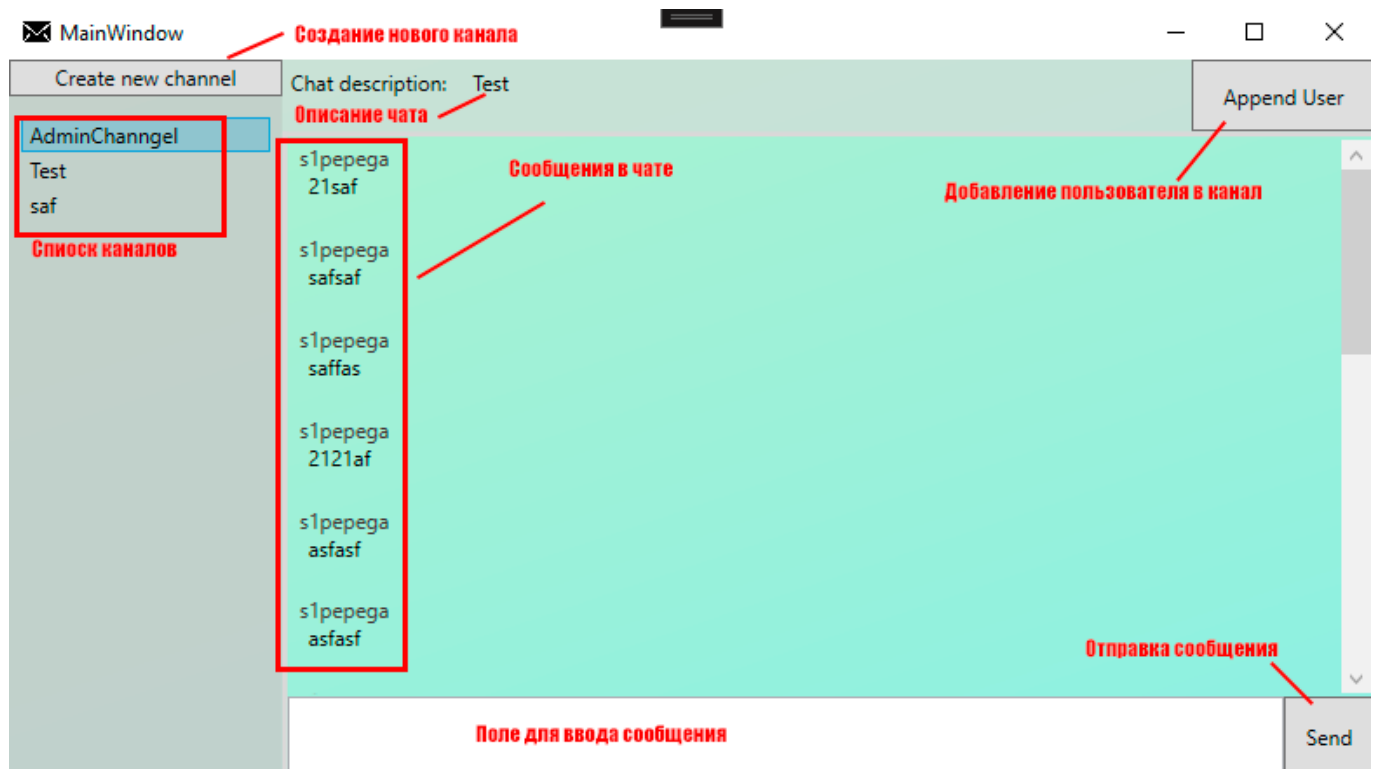 MainWindow
Создание нового канала
Create new channel
Chat description: Test
Append User
Описание чата
AdminChanngel
Test
saf
Спиоск каналов
s1pepega
21saf
Сообщения в чате
Добавление пользователя в канал
s1pepega
safsaf
s1pepega
saffas
s1pepega
2121af
s1pepega
asfasf
s1pepega
asfasf
Отправка сообщения
Поле для ввода сообщения
Send